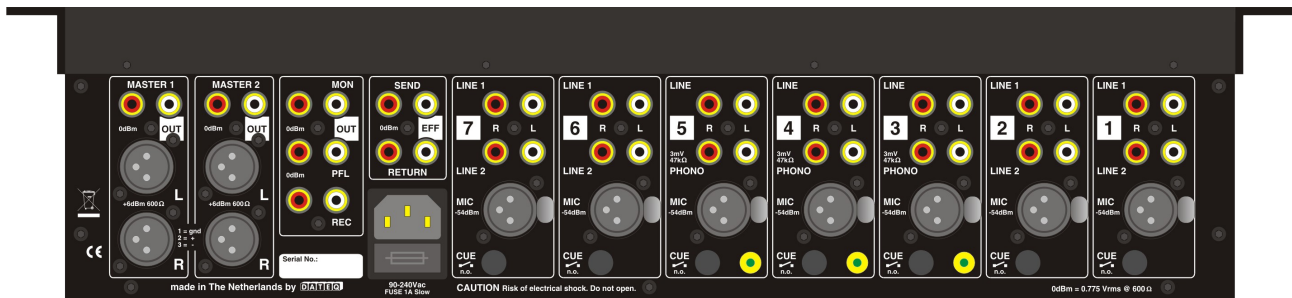 MASTER 1
0dBm
OUT
L
+6dBm 600Ω
R
MASTER 2
0dBm
OUT
L
+6dBm 600Ω
1 = gnd
2 = +
3 = -
R
MON
0dBm
OUT
0dBm
PFL
REC
Serial No.:
SEND
0dBm
EFF
RETURN
90-240Vac
FUSE 1A Slow
LINE 1
7
R
L
LINE 2
MIC
-54dBm
CUE
n.o.
LINE 1
6
R
L
LINE 2
MIC
-54dBm
CUE
n.o.
LINE
5
R
L
3mV
47kΩ
PHONO
MIC
-54dBm
CUE
n.o.
LINE
4
R
L
3mV
47kΩ
PHONO
MIC
-54dBm
CUE
n.o.
LINE
3
R
L
3mV
47kΩ
PHONO
MIC
-54dBm
CUE
n.o.
LINE 1
2
R
L
LINE 2
MIC
-54dBm
CUE
n.o.
LINE 1
1
R
L
LINE 2
MIC
-54dBm
CUE
n.o.
CE
made in The Netherlands by DATEQ
CAUTION Risk of electrical shock. Do not open.
0dBm = 0.775 Vrms @ 600Ω